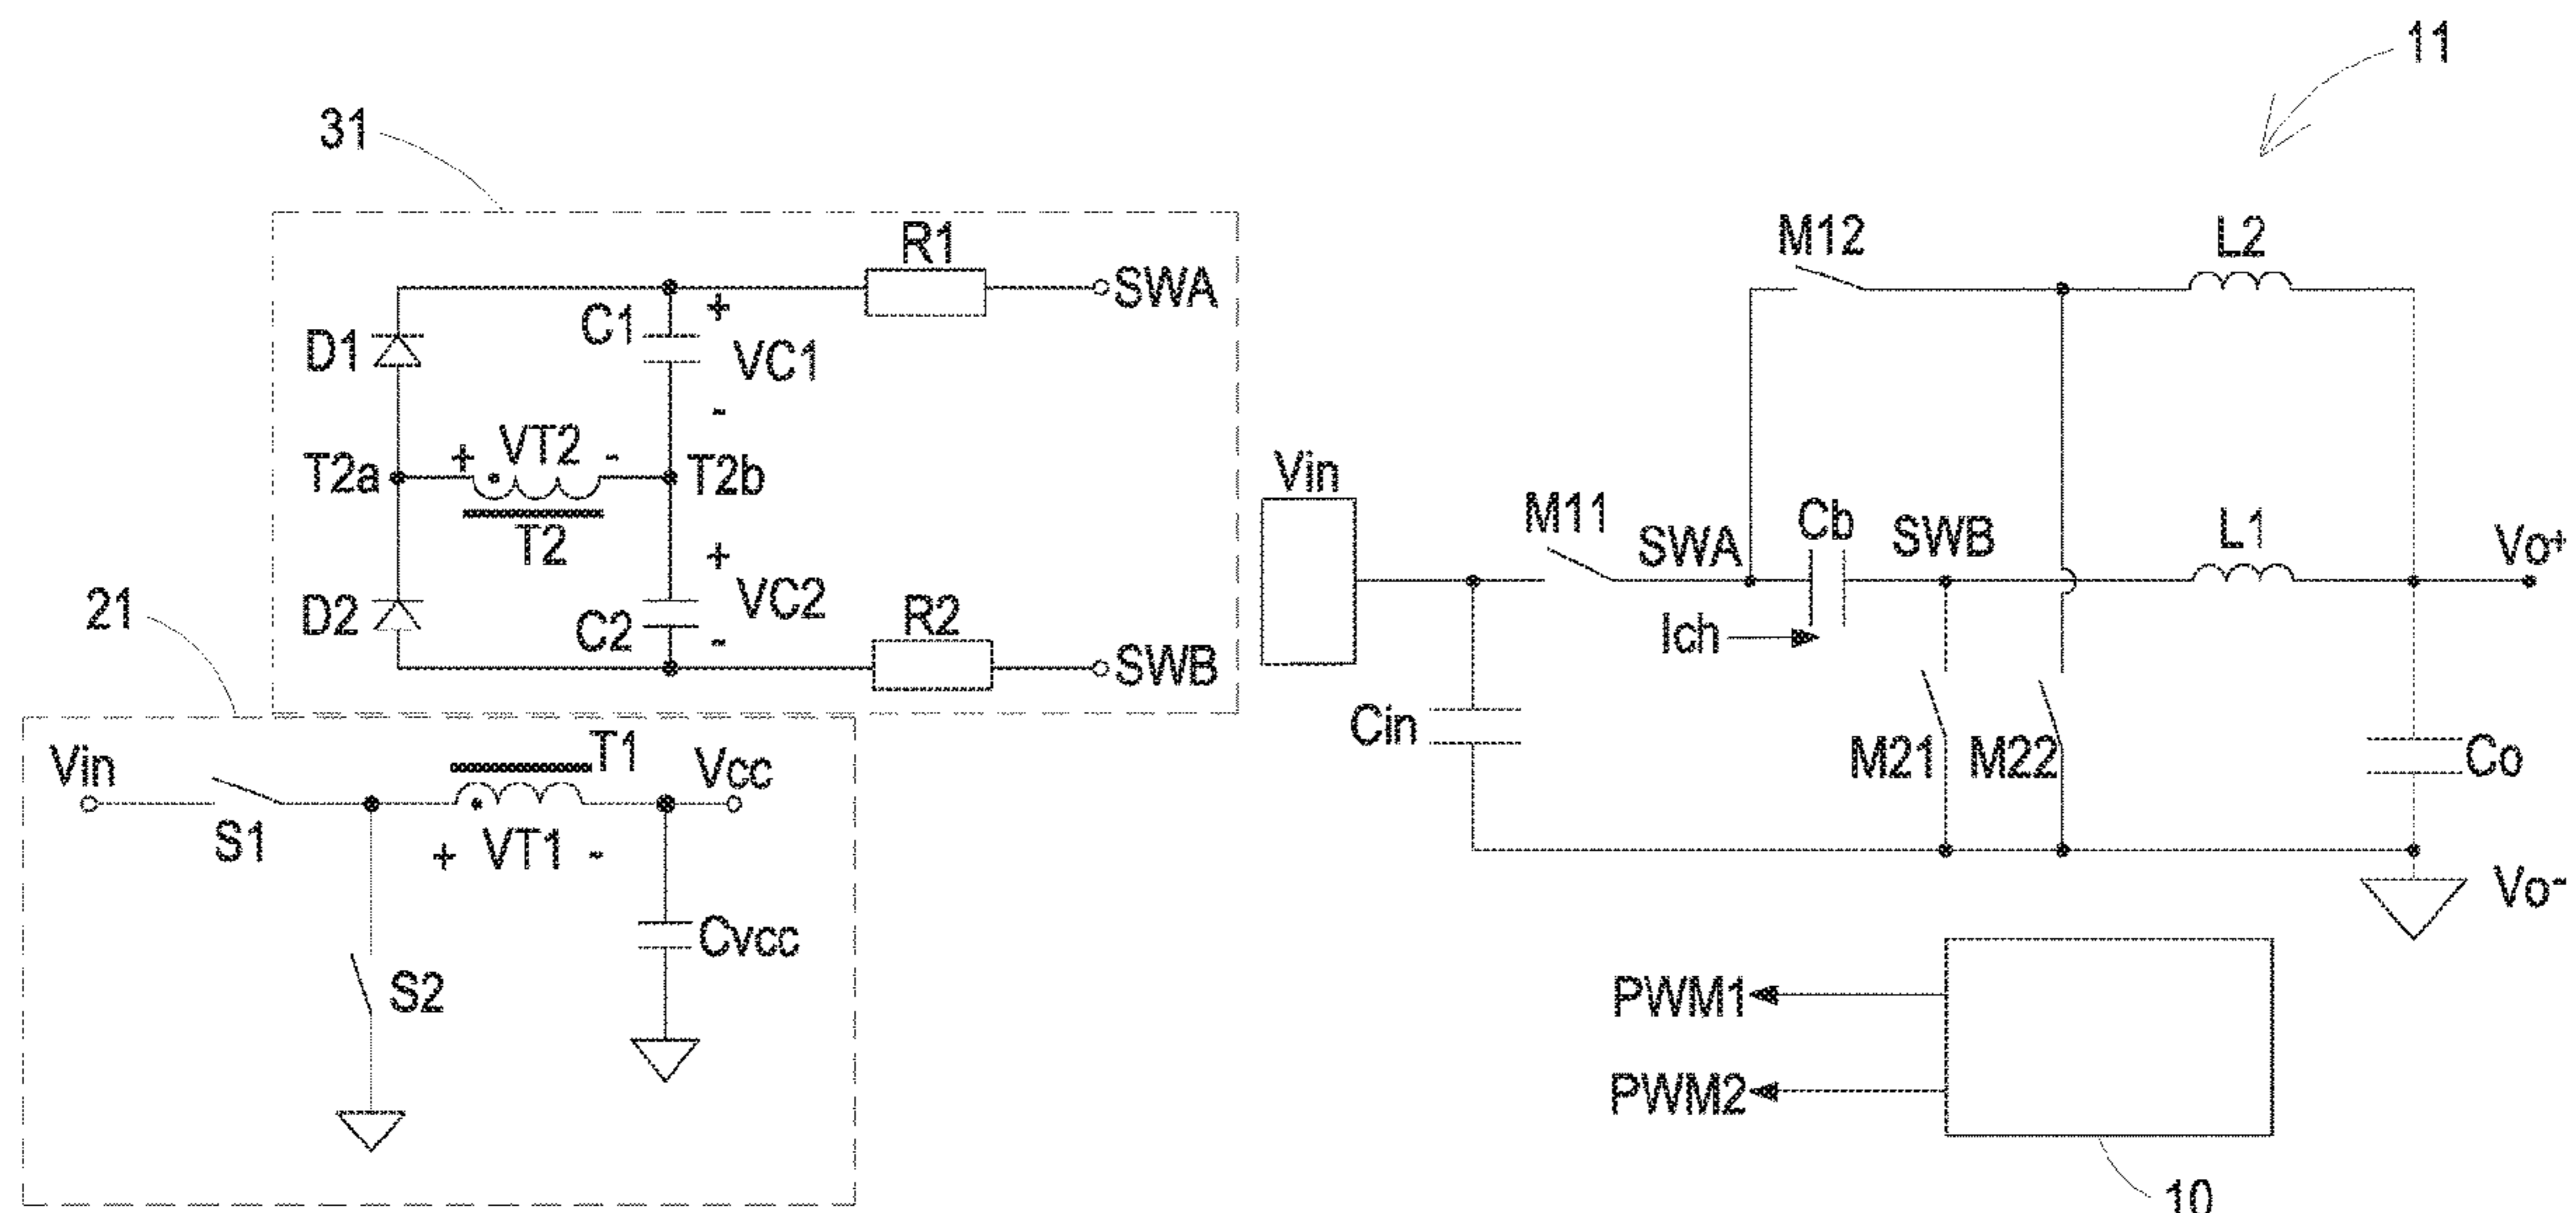 11
31
R1
SWA
M12
L2
C1
+
VC1
-
D1
+ VT2 -
T2a
T2b
T2
Vin
M11
SWA
Cb
SWB
L1
Vo+
+
VC2
-
D2
C2
R2
SWB
Ich
21
Cin
M21
M22
Co
Vin
T1
Vcc
S1
+ VT1 -
Vo-
Cvcc
S2
PWM1
PWM2
10